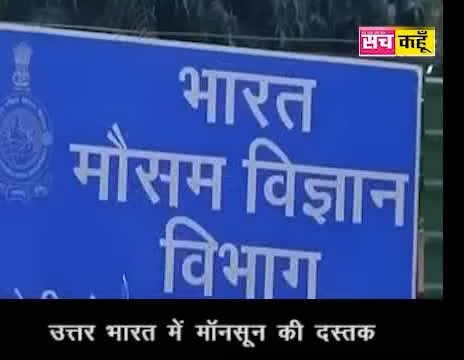 सच कहूँ
भारत
मौसम विज्ञान
विभाग
उत्तर भारत में मॉनसून की दस्तक